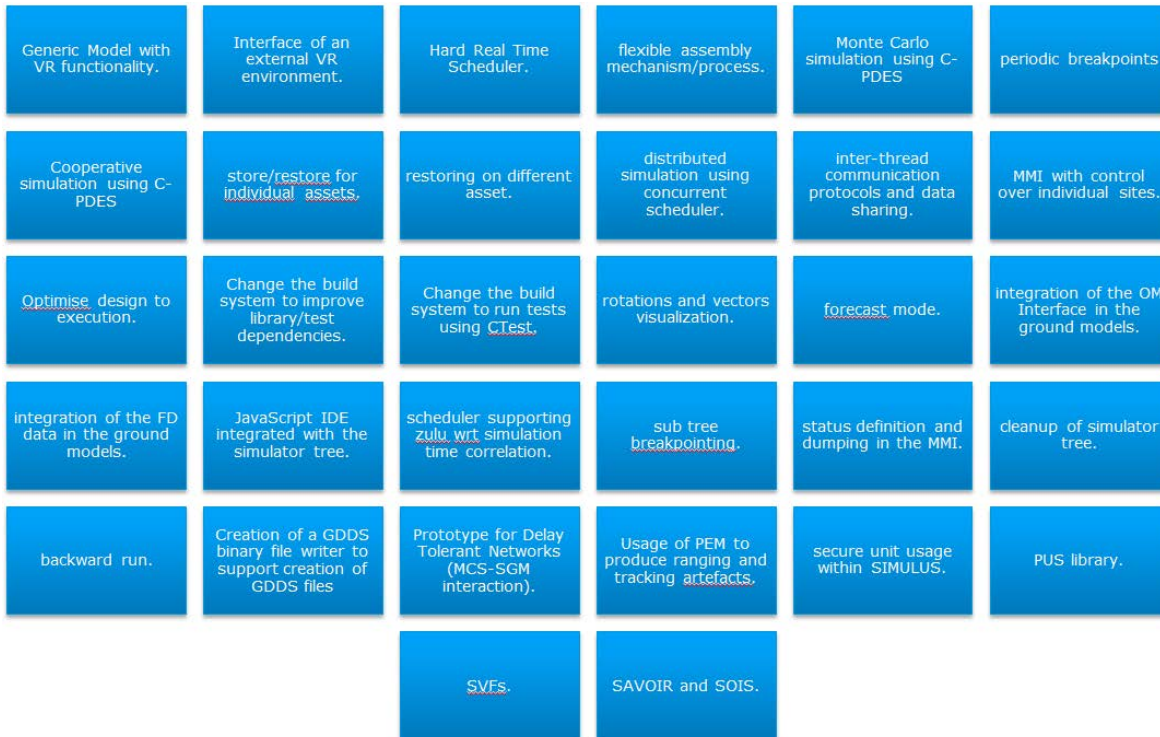 Generic Model with
VR functionality.
Interface of an
external VR
environment.
Hard Real Time
Scheduler.
flexible assembly
mechanism/process.
Monte Carlo
simulation using C-
PDES
periodic breakpoints
Cooperative
simulation using C-
PDES
store/restore for
individual assets.
restoring on different
asset.
distributed
simulation using
concurrent
scheduler.
inter-thread
communication
protocols and data
sharing.
MMI with control
over individual sites.
Optimise design to
execution.
Change the build
system to improve
library/test
dependencies.
Change the build
system to run tests
using CTest.
rotations and vectors
visualization.
forecast mode.
integration of the OM
Interface in the
ground models.
integration of the FD
data in the ground
models.
JavaScript IDE
integrated with the
simulator tree.
scheduler supporting
zulu wrt simulation
time correlation.
sub tree
breakpointing.
status definition and
dumping in the MMI.
cleanup of simulator
tree.
backward run.
Creation of a GDDS
binary file writer to
support creation of
GDDS files
Prototype for Delay
Tolerant Networks
(MCS-SGM
interaction).
Usage of PEM to
produce ranging and
tracking artefacts.
secure unit usage
within SIMULUS.
PUS library.
SVFs.
SAVOIR and SOIS.